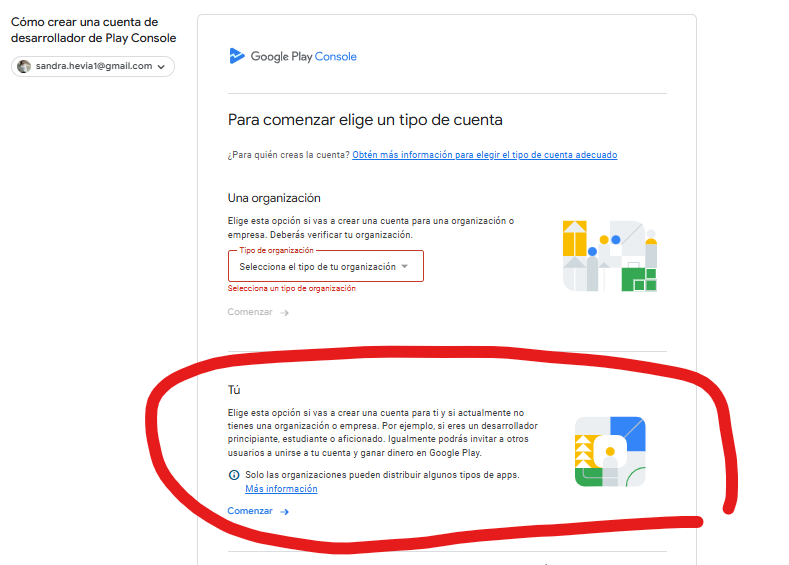 Cómo crear una cuenta de
desarrollador de Play Console
sandra.hevia1@gmail.com
Google Play Console
Para comenzar elige un tipo de cuenta
¿Para quién creas la cuenta? Obtén más información para elegir el tipo de cuenta adecuado
Una organización
Elige esta opción si vas a crear una cuenta para una organización o
empresa. Deberás verificar tu organización.
Tipo de organización
Selecciona el tipo de tu organización
Selecciona un tipo de organización
Comenzar
Tú
Elige esta opción si vas a crear una cuenta para ti y si actualmente no
tienes una organización o empresa. Por ejemplo, si eres un desarrollador
principiante, estudiante o aficionado. Igualmente podrás invitar a otros
usuarios a unirse a tu cuenta y ganar dinero en Google Play.
Solo las organizaciones pueden distribuir algunos tipos de apps.
Más información
Comenzar